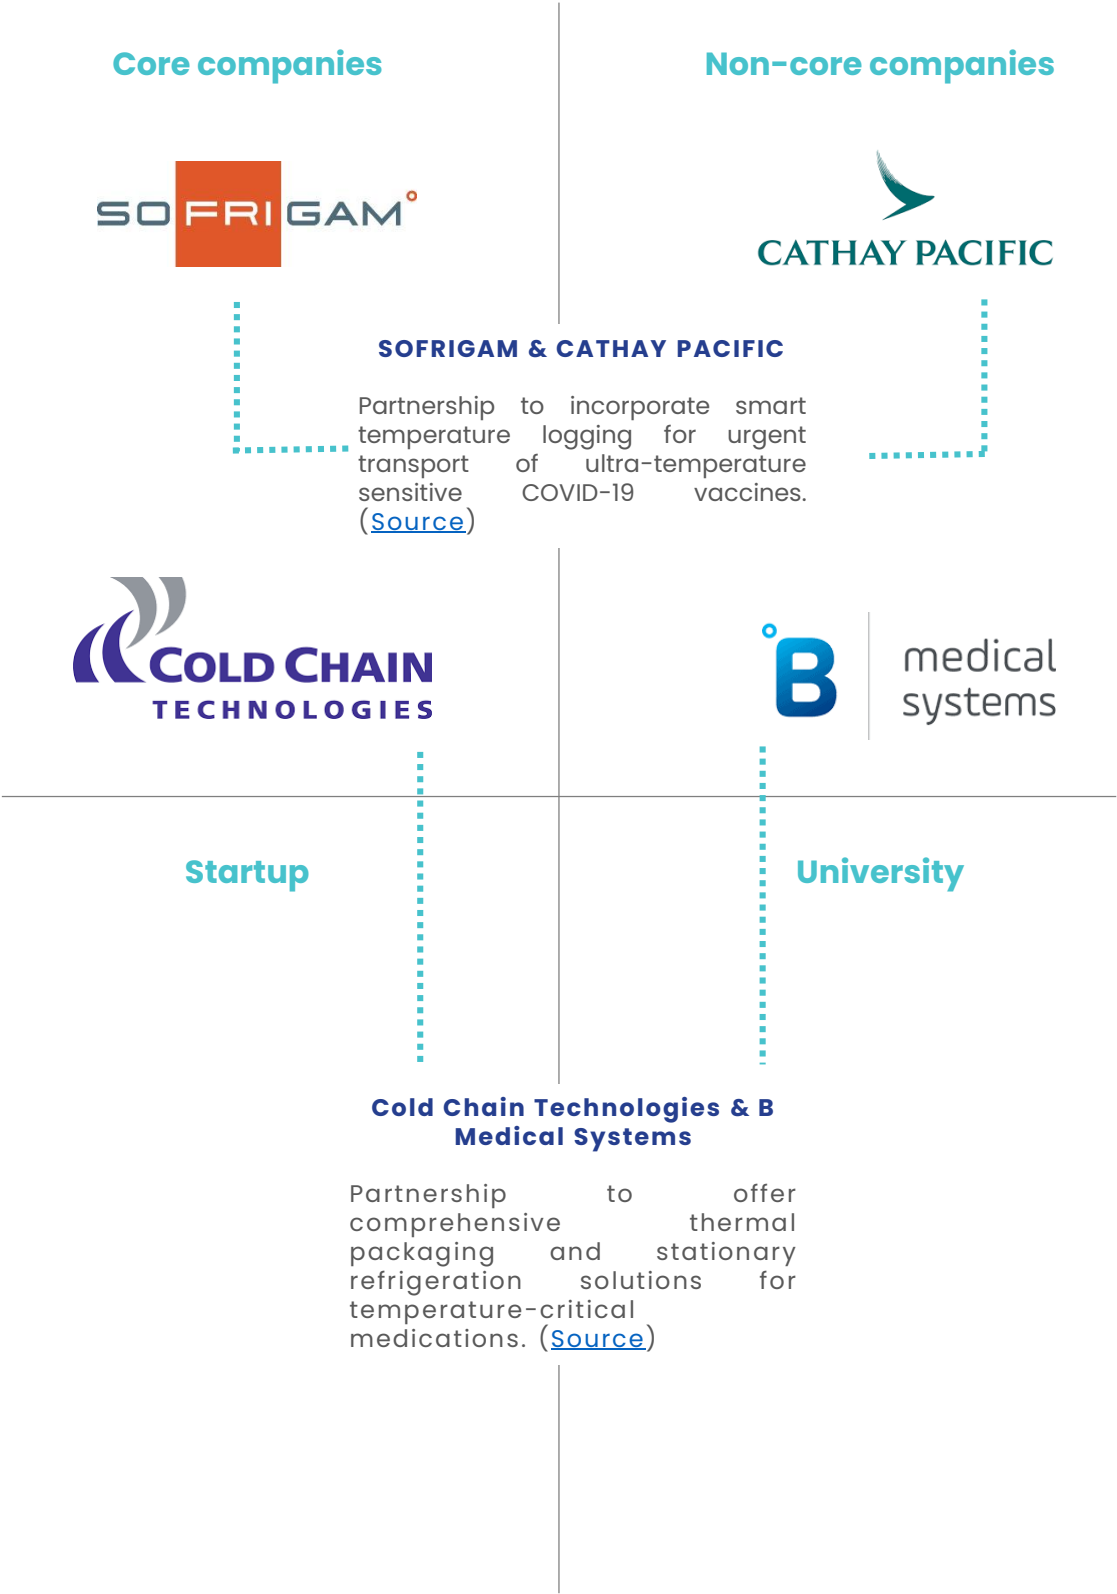 Core companies
Non-core companies
SOFRIGAM°
CATHAY PACIFIC
SOFRIGAM & CATHAY PACIFIC
Partnership to incorporate smart
temperature logging for urgent
transport of ultra-temperature
sensitive COVID-19 vaccines.
(Source)
COLD CHAIN
TECHNOLOGIES
°B
medical
systems
Startup
University
Cold Chain Technologies & B
Medical Systems
Partnership to offer
comprehensive thermal
packaging and stationary
refrigeration solutions for
temperature-critical
medications. (Source)